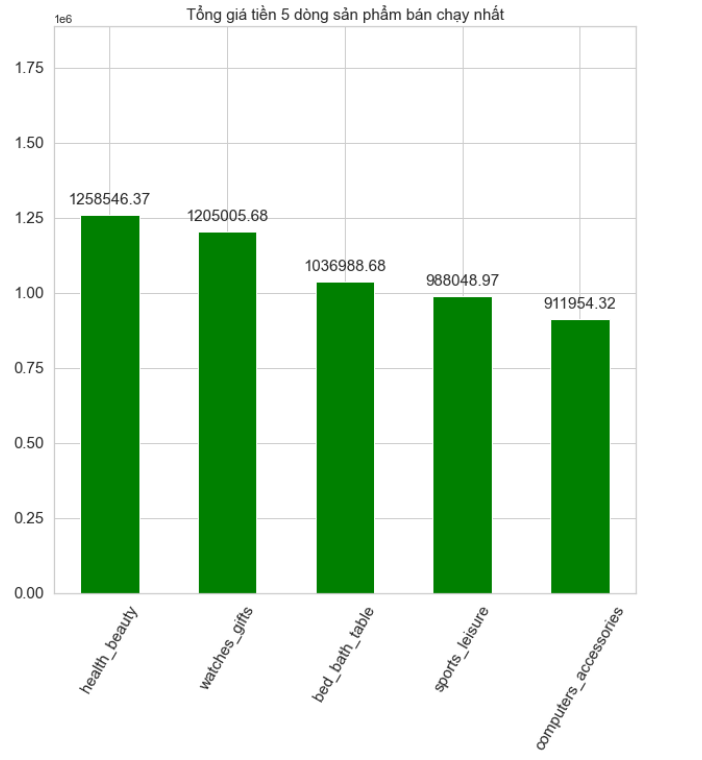 Tổng giá tiền 5 dòng sản phẩm bán chạy nhất
1e6
1.75
1.50
1.25
1.00
0.75
0.50
0.25
0.00
1258546.37
1205005.68
1036988.68
988048.97
911954.32
health_beauty
watches_gifts
bed_bath_table
sports_leisure
computers_accessories